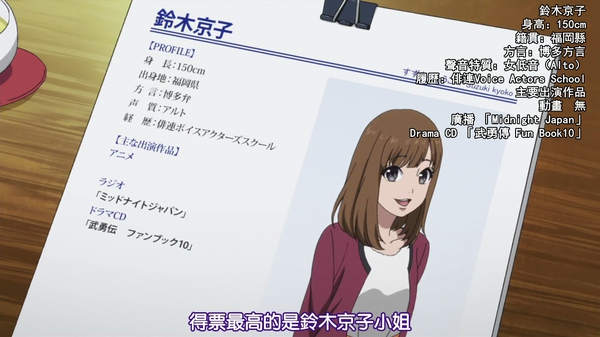 鈴木京子
すず
Suzuki kyoko
【PROFILE】
身　長：150cm
出身地：福岡県
方　言：博多弁
声　質：アルト
経　歴：俳連ボイスアクターズスクール
【主な出演作品】
アニメ
ラジオ
「ミッドナイトジャパン」
ドラマCD
「武勇伝　ファンブック10」
鈴木京子
身高: 150cm
籍貫: 福岡縣
方言: 博多方言
聲音特質: 女低音（Alto）
履歷: 俳連Voice Actors School
主要出演作品
動畫　無
廣播 「Midnight Japan」
Drama CD 「武勇傳 Fun Book10」
得票最高的是鈴木京子小姐